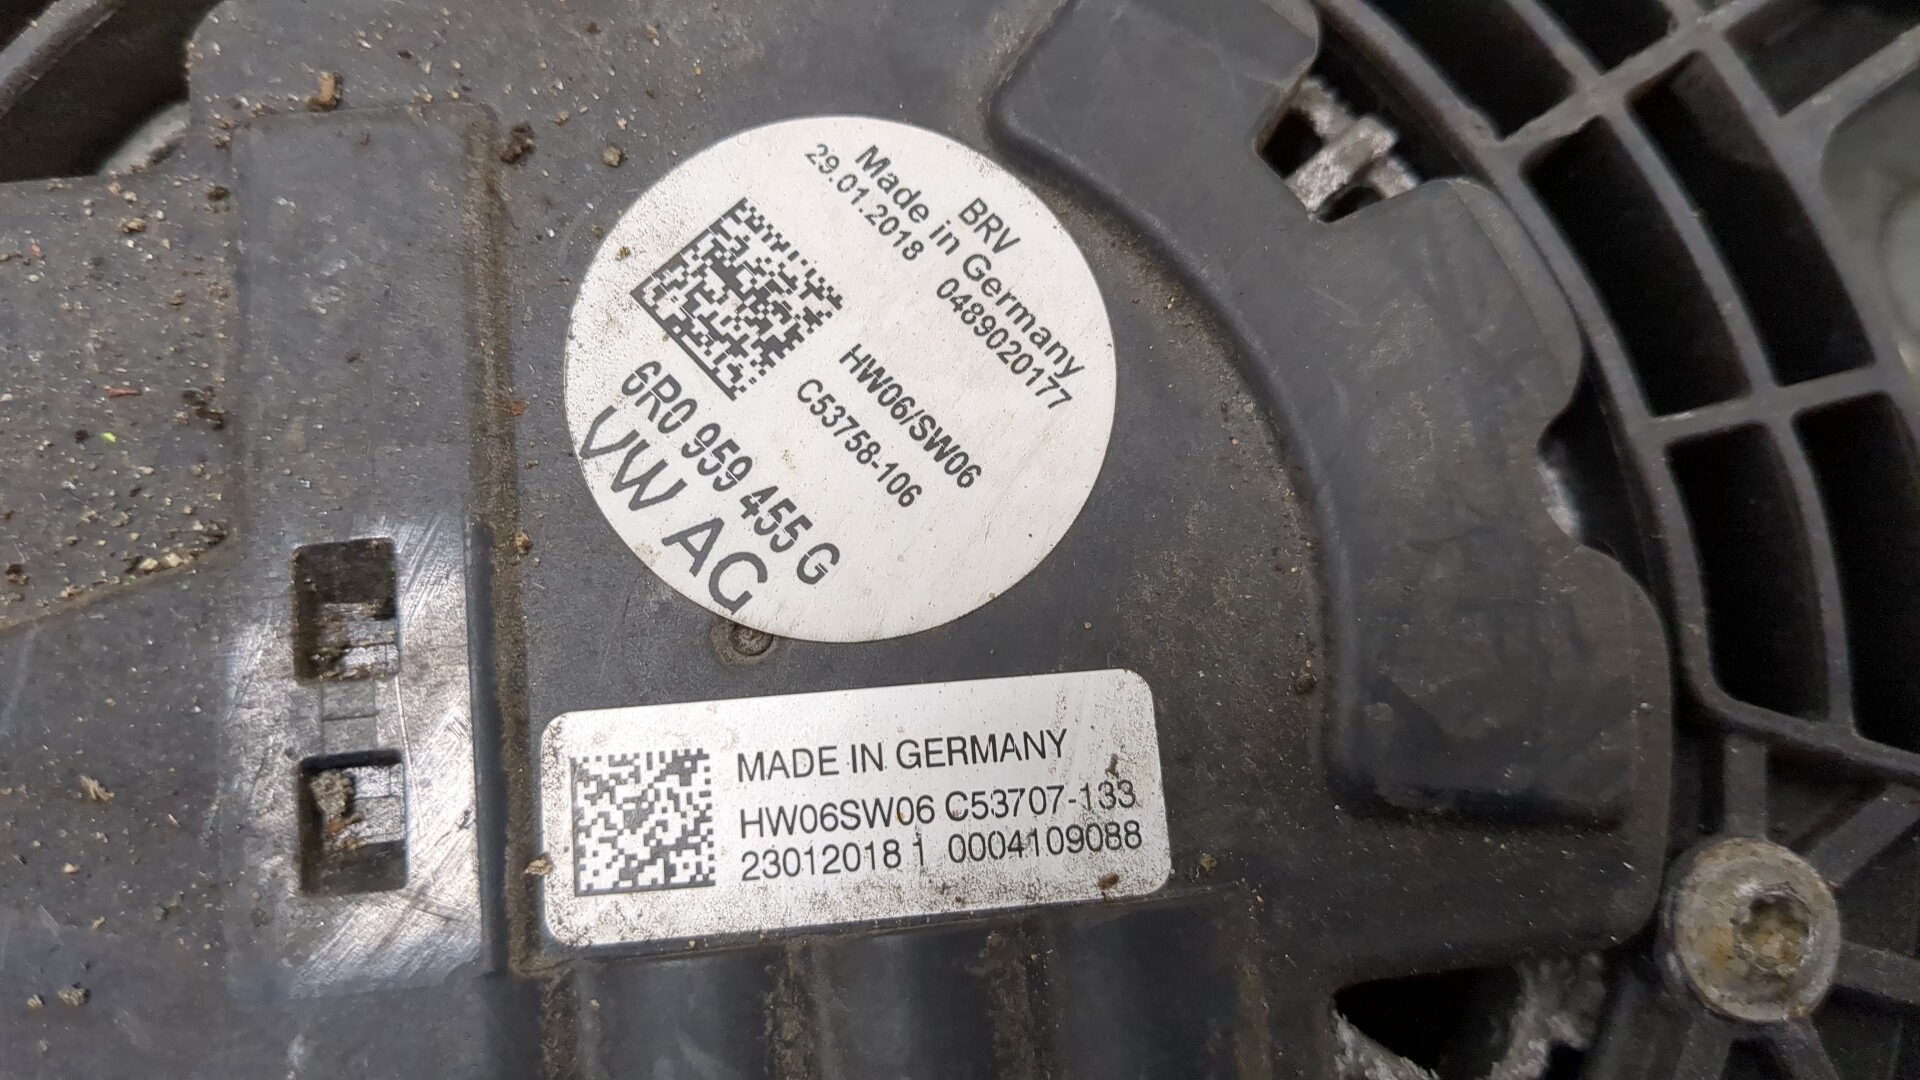 BRV
Made in Germany
29.01.2018 0489020177
HW06/SW06
C53758-106
6R0 959 455 G
VW AG
MADE IN GERMANY
HW06SW06 C53707-133
23012018 1 0004109088